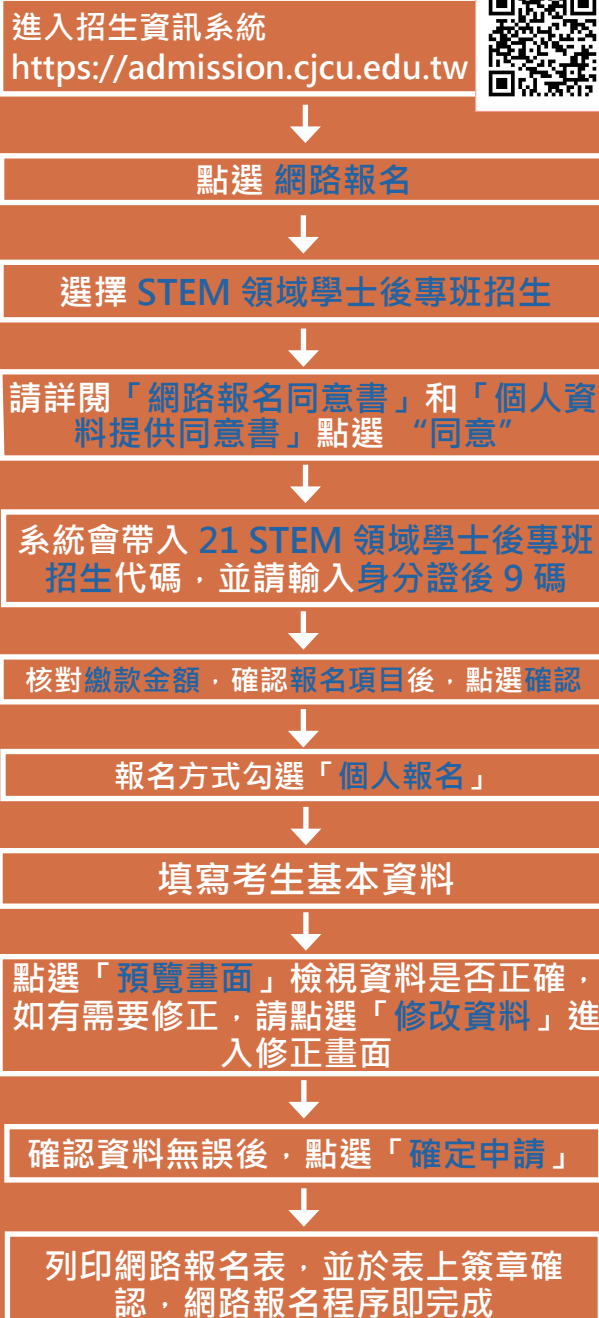 進入招生資訊系統
https://admission.cjcu.edu.tw
點選 網路報名
選擇 STEM 領域學士後專班招生
請詳閱「網路報名同意書」和「個人資
料提供同意書」點選 “同意”
系統會帶入 21 STEM 領域學士後專班
招生代碼，並請輸入身分證後 9 碼
核對繳款金額，確認報名項目後，點選確認
報名方式勾選「個人報名」
填寫考生基本資料
點選「預覽畫面」檢視資料是否正確，
如有需要修正，請點選「修改資料」進
入修正畫面
確認資料無誤後，點選「確定申請」
列印網路報名表，並於表上簽章確
認，網路報名程序即完成